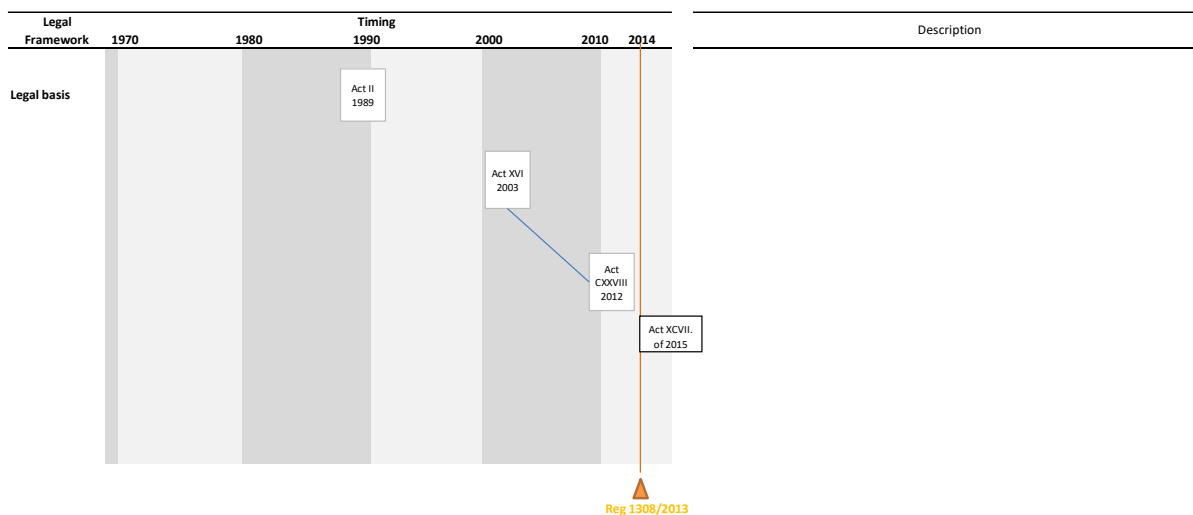 Legal
Framework
Timing
1970 1980 1990 2000 2010 2014
Description
Legal basis
Act II
1989
Act XVI
2003
Act
CXXVIII
2012
Act XCVII.
of 2015
Reg 1308/2013